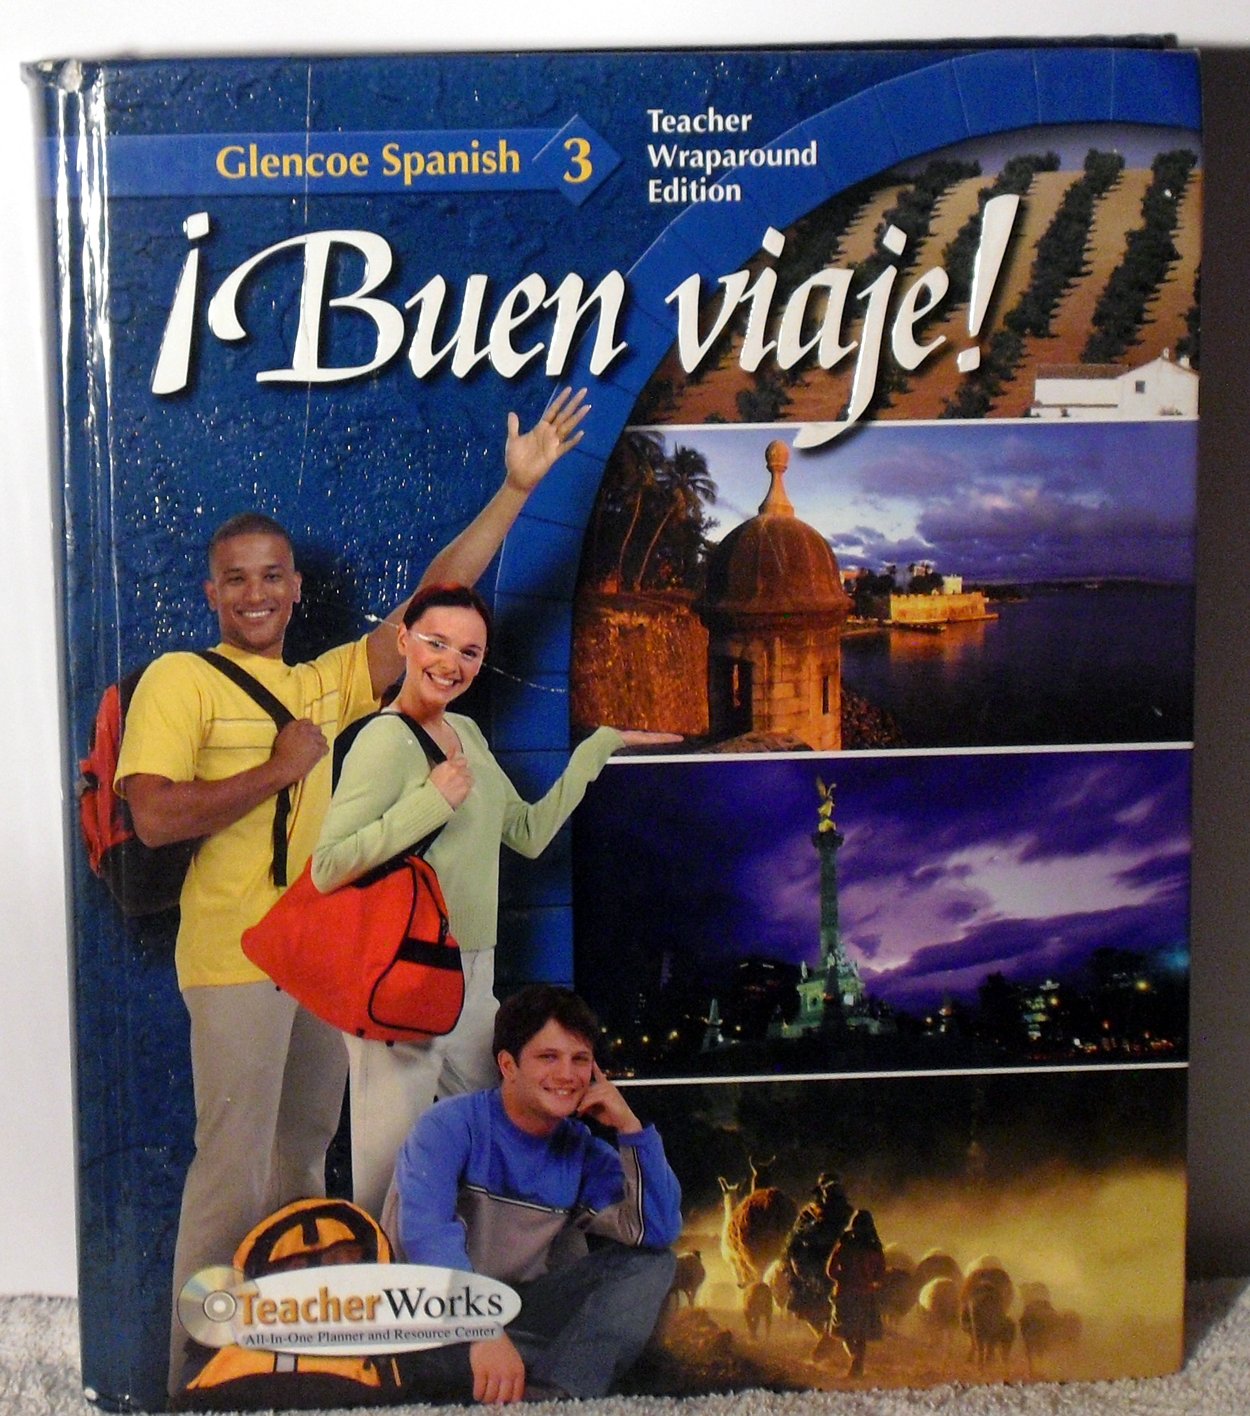 Glencoe Spanish 3
Teacher
Wraparound
Edition
¡Buen viaje!
TeacherWorks
All-In-One Planner and Resource Center